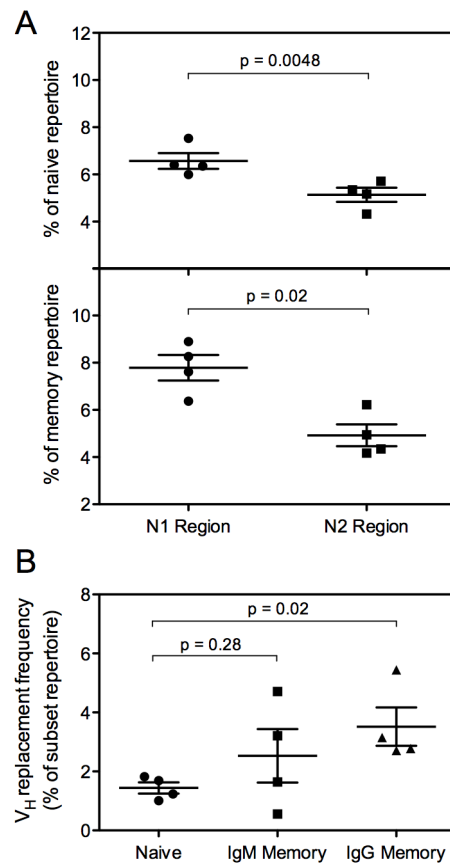 A
12
p = 0.0048
10
8
6
4
% of naive repertoire
p = 0.02
10
8
6
4
2
% of memory repertoire
N1 Region N2 Region
B
8
p = 0.02
6
p = 0.28
4
2
0
VH replacement frequency
(% of subset repertoire)
Naive IgM Memory IgG Memory